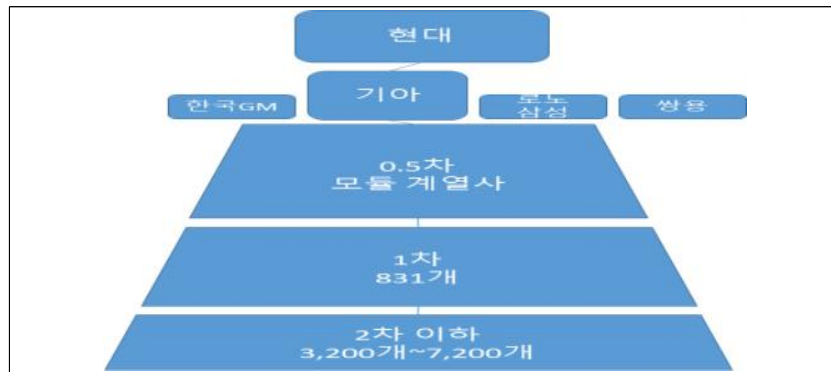 현대
기아
한국GM
르노
삼성
쌍용
0.5차
모듈 계열사
1차
831개
2차 이하
3,200개~7,200개